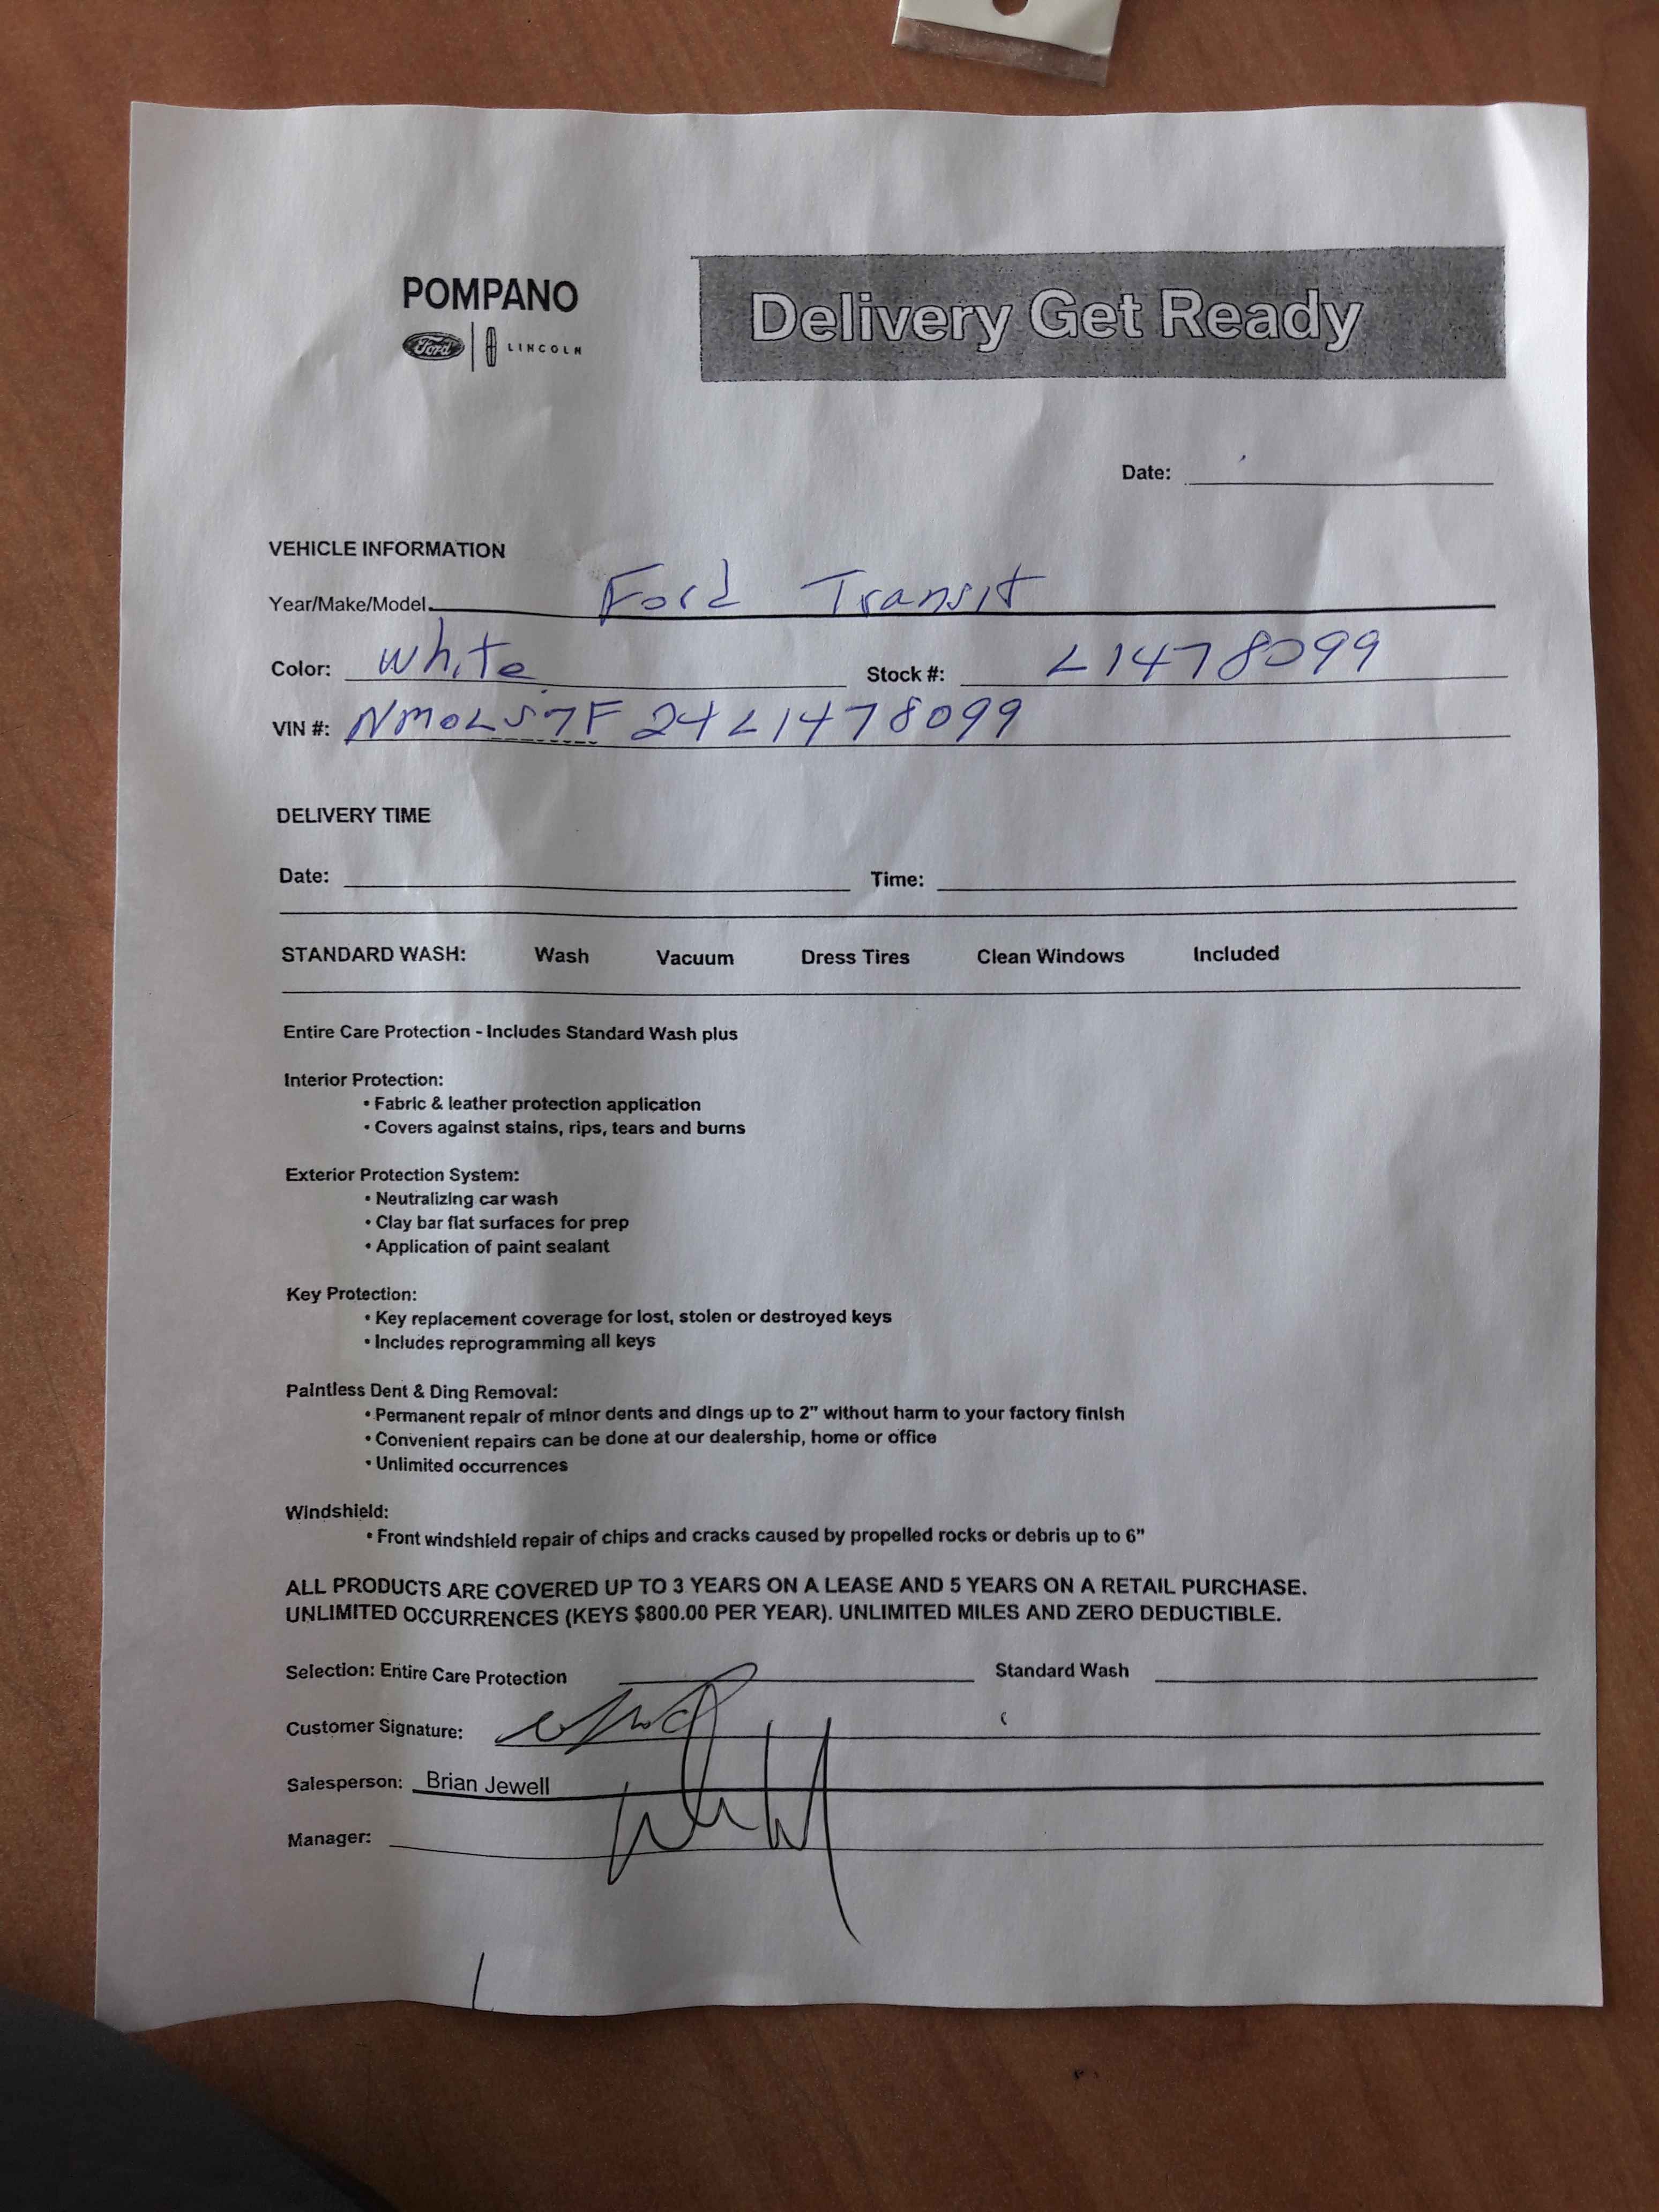 POMPANO
Ford LINCOLN
Delivery Get Ready
Date:
VEHICLE INFORMATION
Year/Make/Model Ford Transit
Color: white Stock #: L1478099
VIN #: NM0LS7F24L1478099
DELIVERY TIME
Date: Time:
STANDARD WASH: Wash Vacuum Dress Tires Clean Windows Included
Entire Care Protection - Includes Standard Wash plus
Interior Protection:
• Fabric & leather protection application
• Covers against stains, rips, tears and burns
Exterior Protection System:
• Neutralizing car wash
• Clay bar flat surfaces for prep
• Application of paint sealant
Key Protection:
• Key replacement coverage for lost, stolen or destroyed keys
• Includes reprogramming all keys
Paintless Dent & Ding Removal:
• Permanent repair of minor dents and dings up to 2" without harm to your factory finish
• Convenient repairs can be done at our dealership, home or office
• Unlimited occurrences
Windshield:
• Front windshield repair of chips and cracks caused by propelled rocks or debris up to 6"
ALL PRODUCTS ARE COVERED UP TO 3 YEARS ON A LEASE AND 5 YEARS ON A RETAIL PURCHASE.
UNLIMITED OCCURRENCES (KEYS $800.00 PER YEAR). UNLIMITED MILES AND ZERO DEDUCTIBLE.
Selection: Entire Care Protection Standard Wash
Customer Signature:
Salesperson: Brian Jewell
Manager: